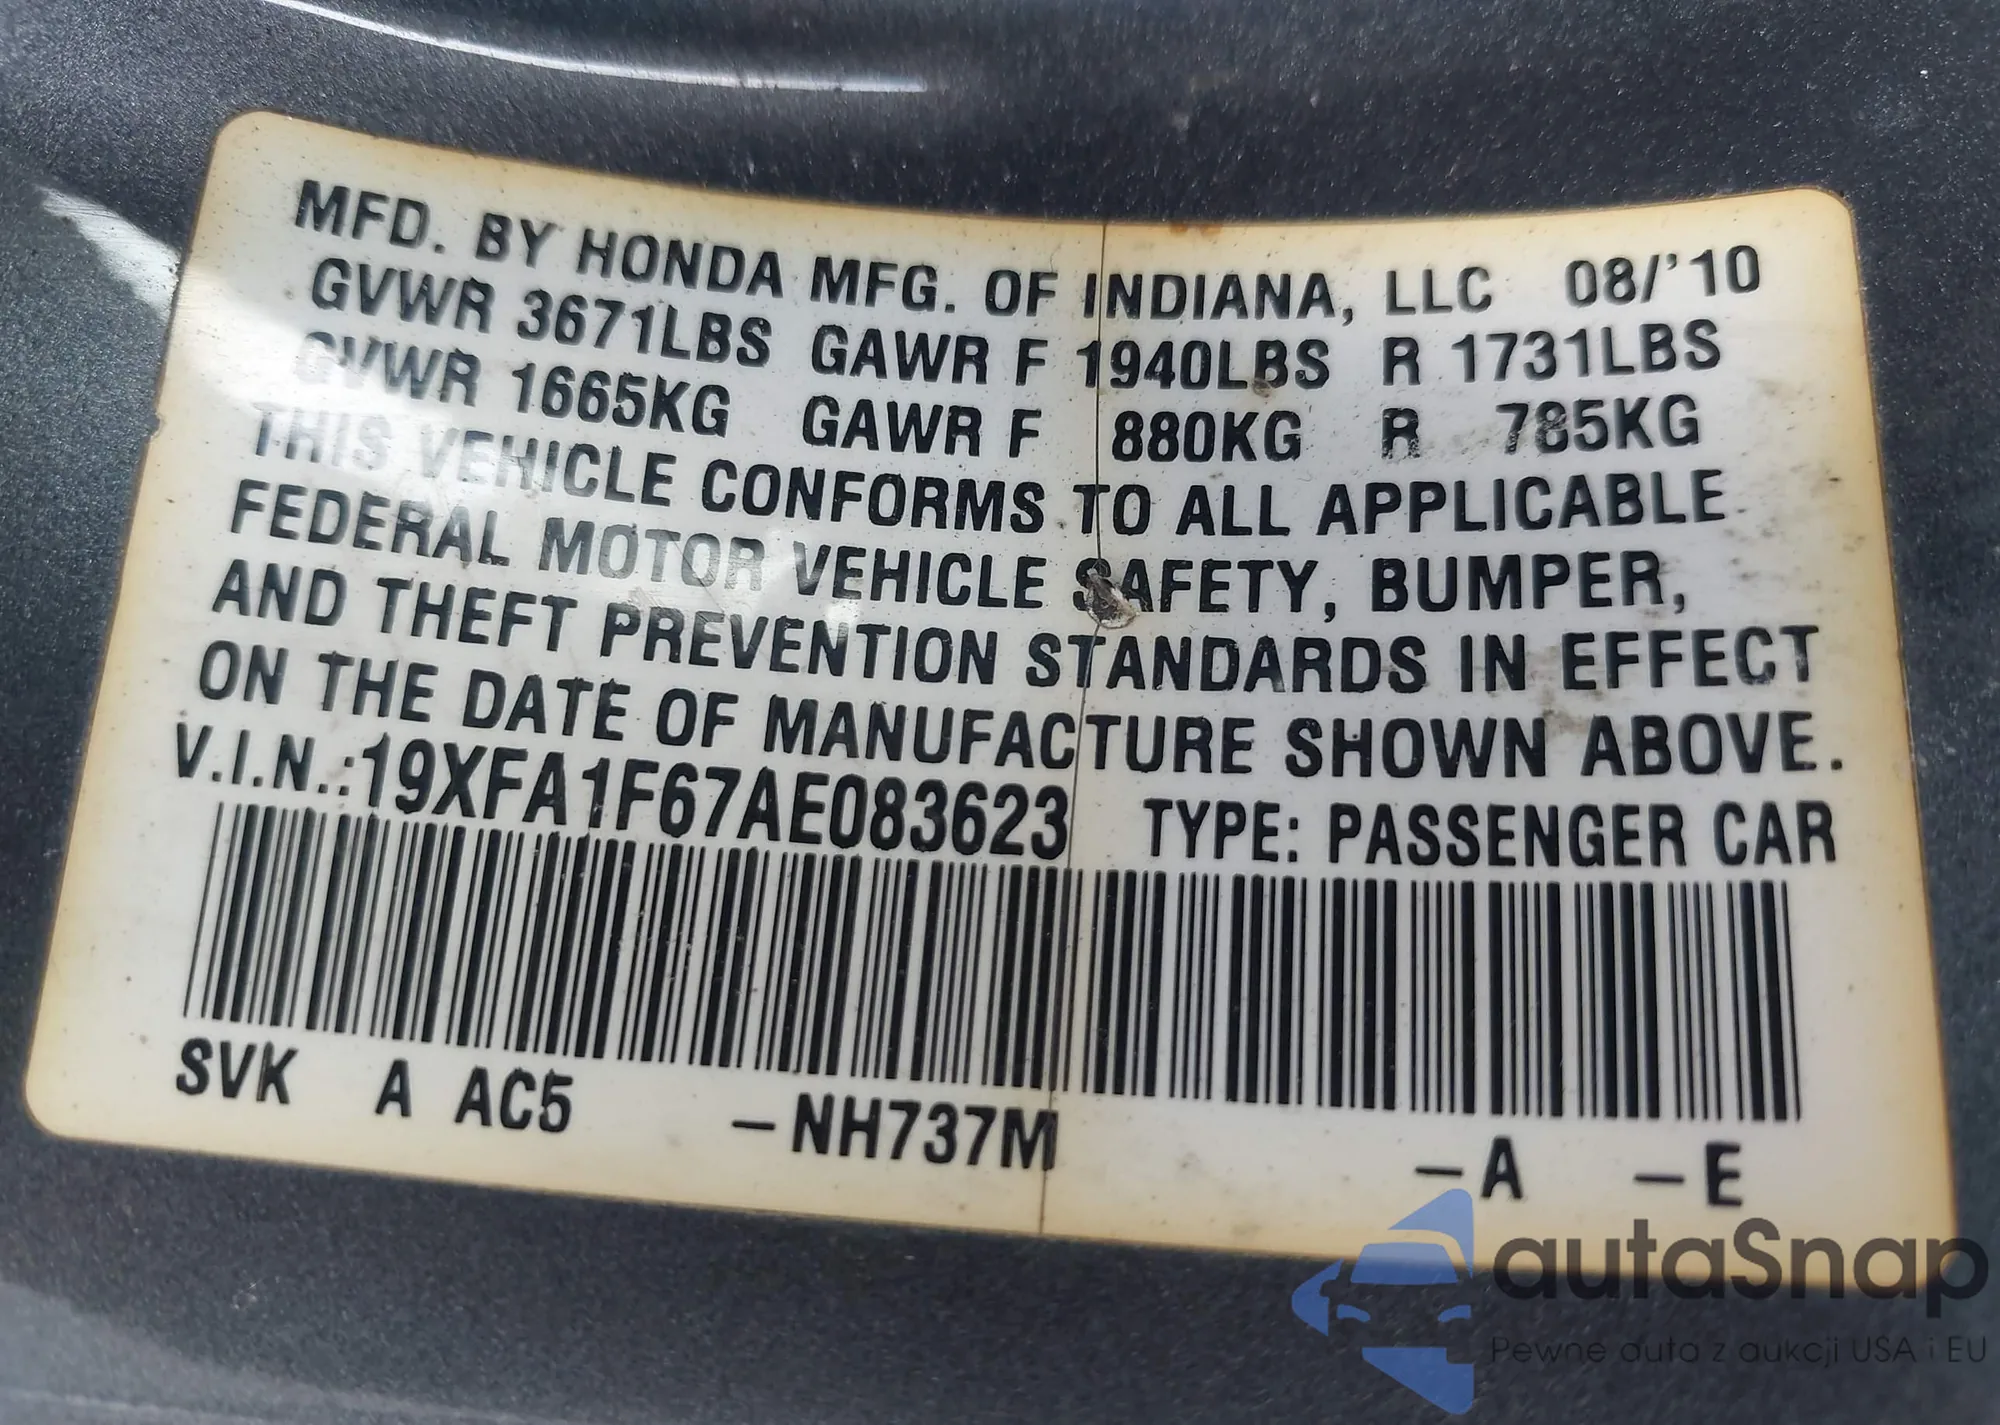 MFD. BY HONDA MFG. OF INDIANA, LLC 08/'10
GVWR 3671LBS GAWR F 1940LBS R 1731LBS
GVWR 1665KG GAWR F 880KG R 785KG
THIS VEHICLE CONFORMS TO ALL APPLICABLE
FEDERAL MOTOR VEHICLE SAFETY, BUMPER,
AND THEFT PREVENTION STANDARDS IN EFFECT
ON THE DATE OF MANUFACTURE SHOWN ABOVE.
V.I.N.:19XFA1F67AE083623 TYPE: PASSENGER CAR
SVK A AC5 –NH737M –A –E
autaSnap
Pewne auta z aukcji USA i EU